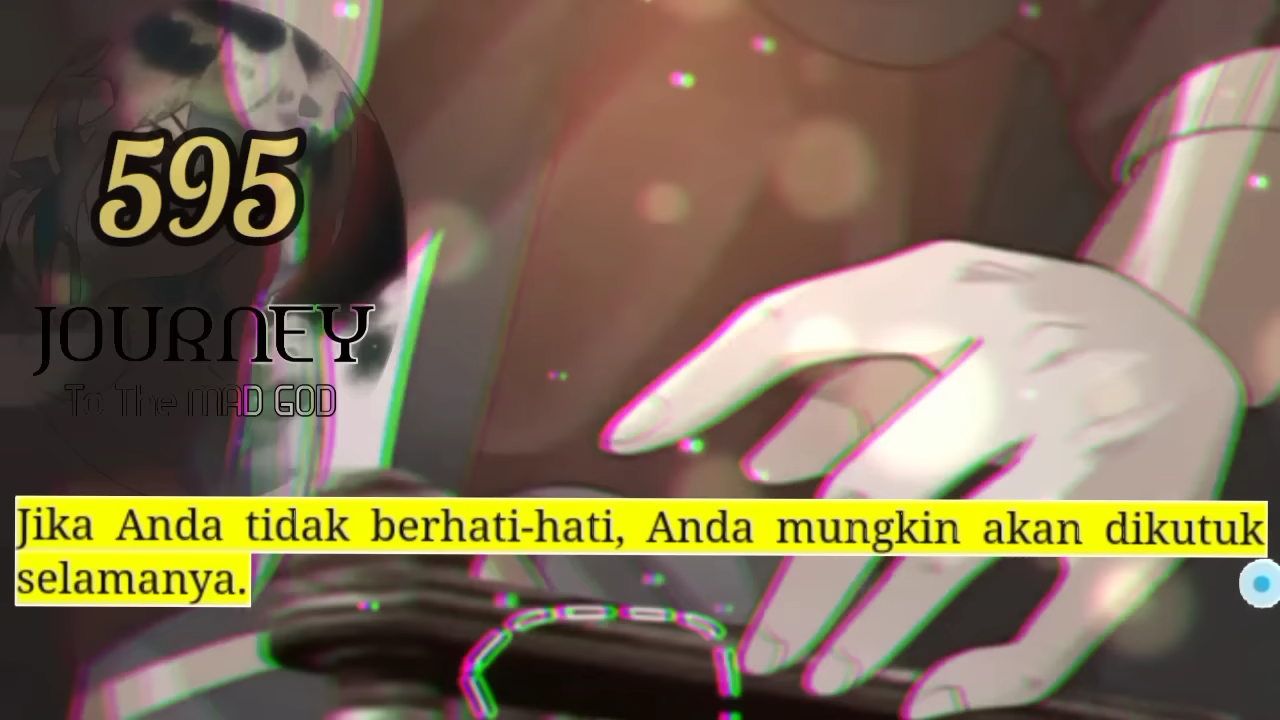 595
JOURNEY
To The MAD GOD
Jika Anda tidak berhati-hati, Anda mungkin akan dikutuk
selamanya.